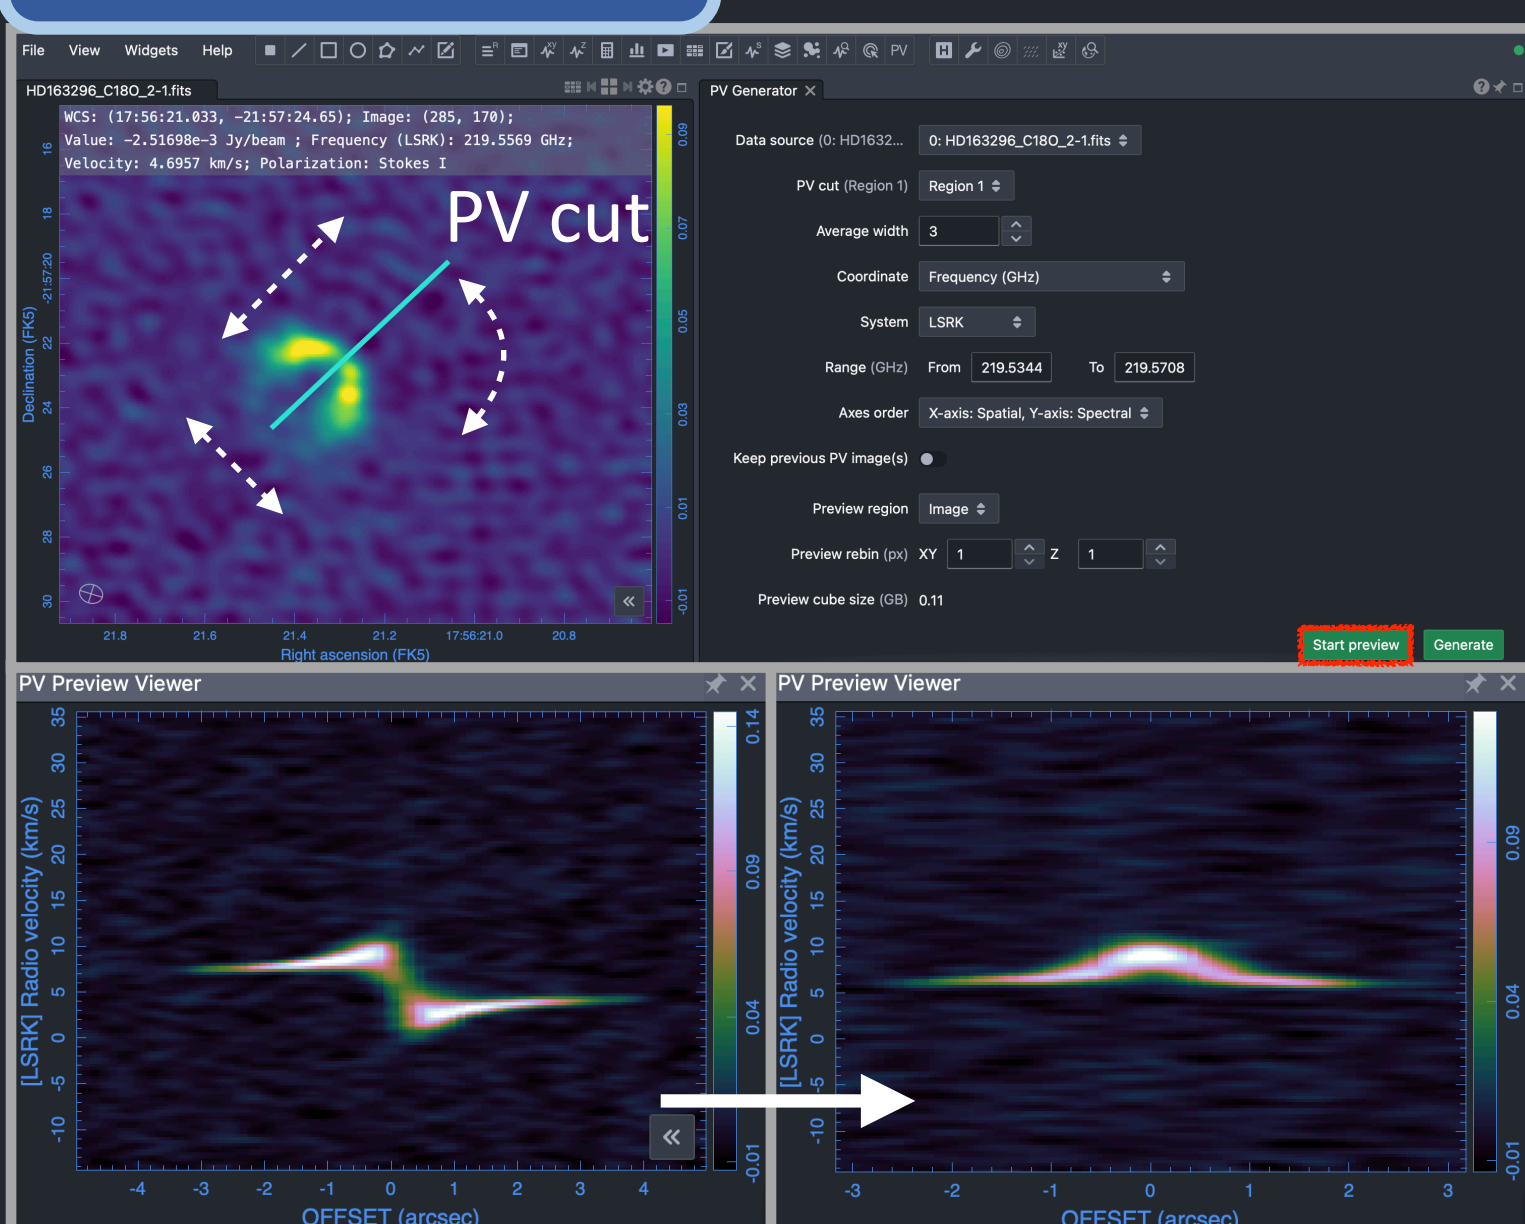 File View Widgets Help
HD163296_C18O_2-1.fits
WCS: (17:56:21.033, -21:57:24.65); Image: (285, 170);
Value: -2.51698e-3 Jy/beam ; Frequency (LSRK): 219.5569 GHz;
Velocity: 4.6957 km/s; Polarization: Stokes I
PV cut
Declination (FK5)
16
18
-21:57:20
22
24
26
28
30
21.8 21.6 21.4 21.2 17:56:21.0 20.8
Right ascension (FK5)
0.09
0.07
0.05
0.03
0.01
-0.01
PV Generator
Data source (0: HD1632... 0: HD163296_C18O_2-1.fits
PV cut (Region 1) Region 1
Average width 3
Coordinate Frequency (GHz)
System LSRK
Range (GHz) From 219.5344 To 219.5708
Axes order X-axis: Spatial, Y-axis: Spectral
Keep previous PV image(s)
Preview region Image
Preview rebin (px) XY 1 Z 1
Preview cube size (GB) 0.11
Start preview Generate
PV Preview Viewer
[LSRK] Radio velocity (km/s)
35
30
25
20
15
10
5
0
-5
-10
-4 -3 -2 -1 0 1 2 3 4
OFFSET (arcsec)
0.14
0.09
0.04
-0.01
PV Preview Viewer
[LSRK] Radio velocity (km/s)
35
30
25
20
15
10
5
0
-5
-10
-3 -2 -1 0 1 2 3
OFFSET (arcsec)
0.09
0.04
-0.01